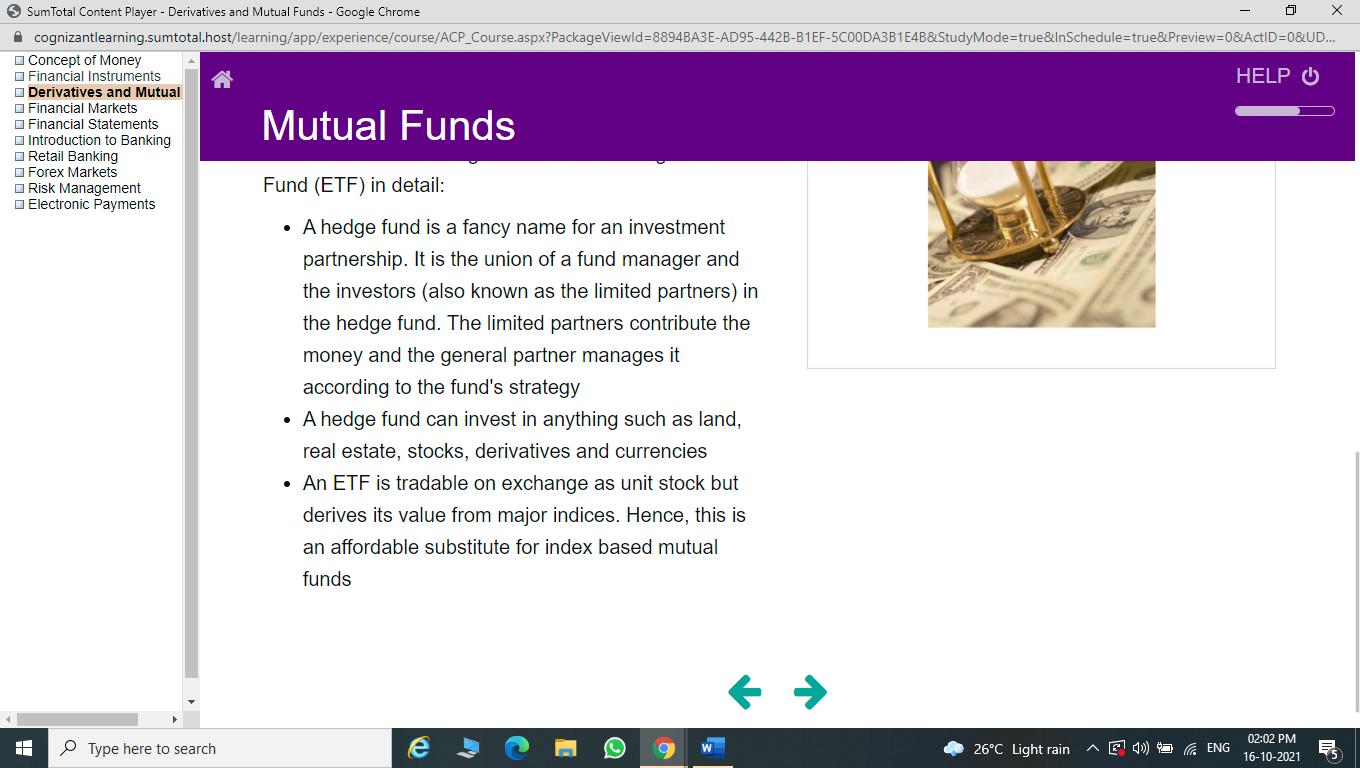 SumTotal Content Player - Derivatives and Mutual Funds - Google Chrome
cognizantlearning.sumtotal.host/learning/app/experience/course/ACP_Course.aspx?PackageViewId=8894BA3E-AD95-442B-B1EF-5C00DA3B1E4B&StudyMode=true&InSchedule=true&Preview=0&ActID=0&UD...
Concept of Money
Financial Instruments
Derivatives and Mutual
Financial Markets
Financial Statements
Introduction to Banking
Retail Banking
Forex Markets
Risk Management
Electronic Payments
HELP
Mutual Funds
Fund (ETF) in detail:
• A hedge fund is a fancy name for an investment
partnership. It is the union of a fund manager and
the investors (also known as the limited partners) in
the hedge fund. The limited partners contribute the
money and the general partner manages it
according to the fund's strategy
• A hedge fund can invest in anything such as land,
real estate, stocks, derivatives and currencies
• An ETF is tradable on exchange as unit stock but
derives its value from major indices. Hence, this is
an affordable substitute for index based mutual
funds
Type here to search
26°C Light rain
ENG
02:02 PM
16-10-2021
5